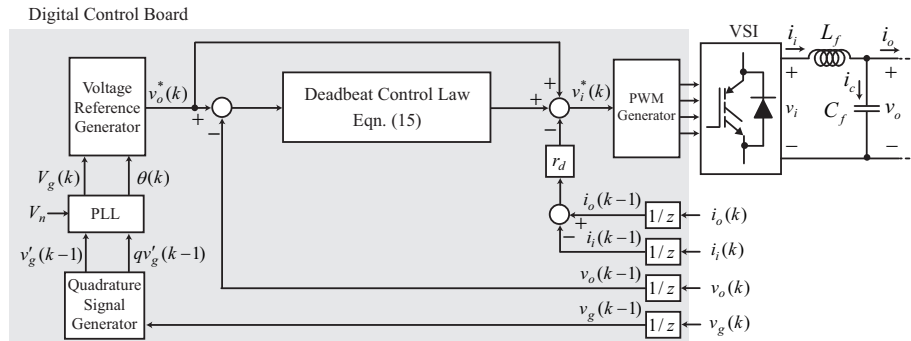 Digital Control Board
VSI
i_i
L_f
i_o
Voltage
Reference
Generator
v_o^*(k)
+
−
Deadbeat Control Law
Eqn. (15)
+
+
−
v_i^*(k)
PWM
Generator
+
v_i
−
i_c
C_f
+
v_o
−
r_d
V_g(k)
θ(k)
V_n
PLL
+
−
i_o(k−1)
1/z
i_o(k)
i_i(k−1)
1/z
i_i(k)
v′_g(k−1)
qv′_g(k−1)
v_o(k−1)
1/z
v_o(k)
Quadrature
Signal
Generator
v_g(k−1)
1/z
v_g(k)